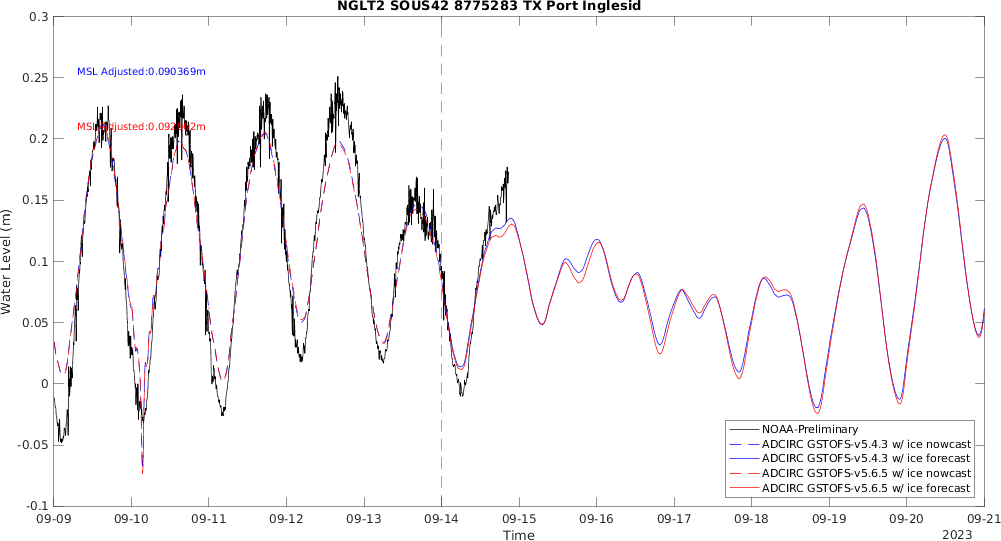 NGLT2 SOUS42 8775283 TX Port Inglesid
Water Level (m)
0.3
0.25
0.2
0.15
0.1
0.05
0
-0.05
-0.1
MSL Adjusted:0.090369m
MSL Adjusted:
NOAA-Preliminary
ADCIRC GSTOFS-v5.4.3 w/ ice nowcast
ADCIRC GSTOFS-v5.4.3 w/ ice forecast
ADCIRC GSTOFS-v5.6.5 w/ ice nowcast
ADCIRC GSTOFS-v5.6.5 w/ ice forecast
09-09 09-10 09-11 09-12 09-13 09-14 09-15 09-16 09-17 09-18 09-19 09-20 09-21
Time
2023